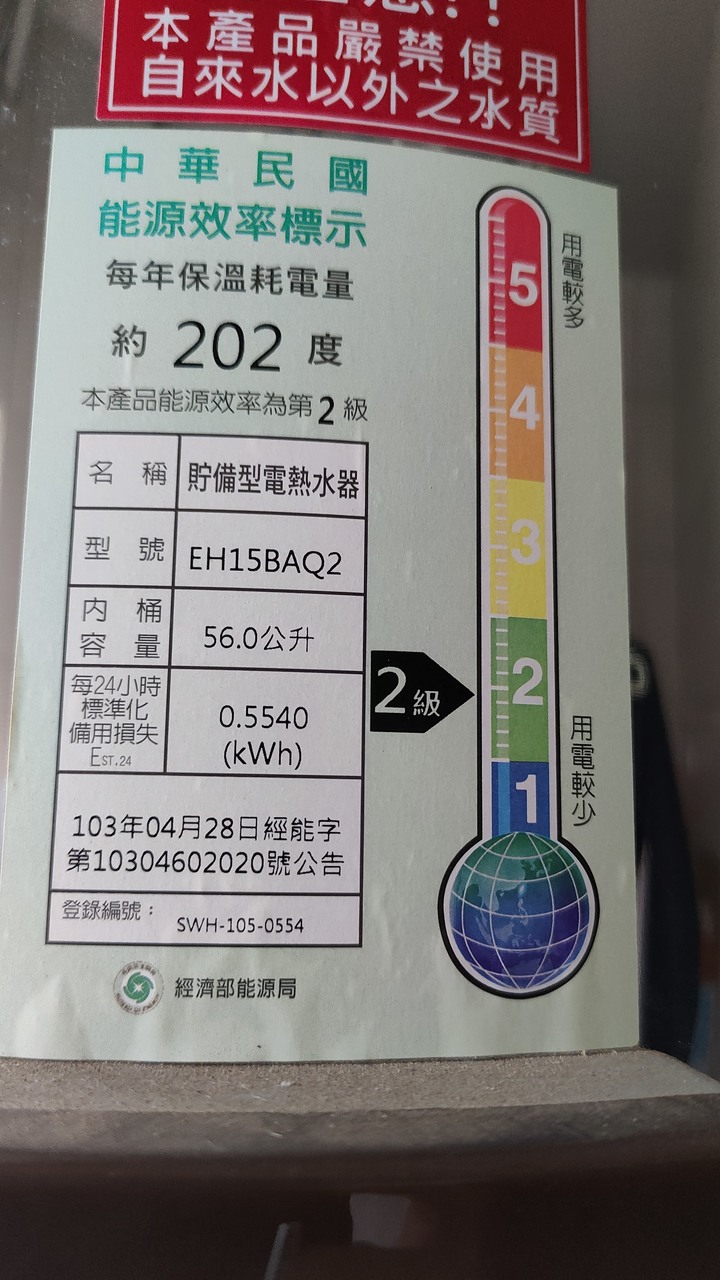 本產品嚴禁使用
自來水以外之水質
中華民國
能源效率標示
每年保溫耗電量
約 202 度
本產品能源效率為第2級
名稱 貯備型電熱水器
型號 EH15BAQ2
內桶
容量 56.0公升
每24小時
標準化
備用損失
EST.24
0.5540
(kWh)
103年04月28日經能字
第10304602020號公告
登錄編號： SWH-105-0554
經濟部能源局
用電較多
5
4
3
2
1
2級
用電較少